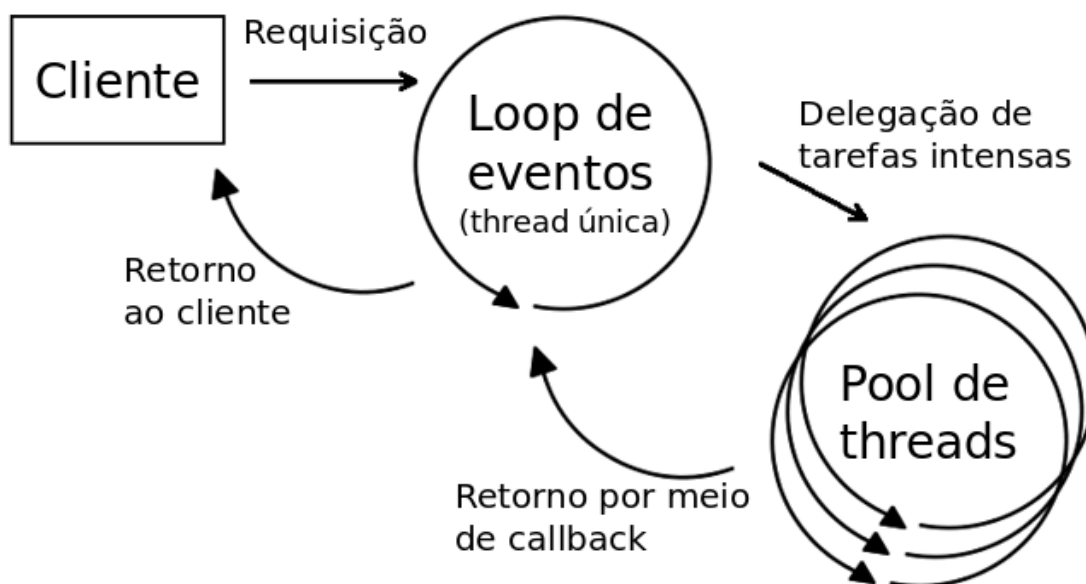 Cliente
Requisição
Loop de
eventos
(thread única)
Delegação de
tarefas intensas
Retorno
ao cliente
Pool de
threads
Retorno por meio
de callback